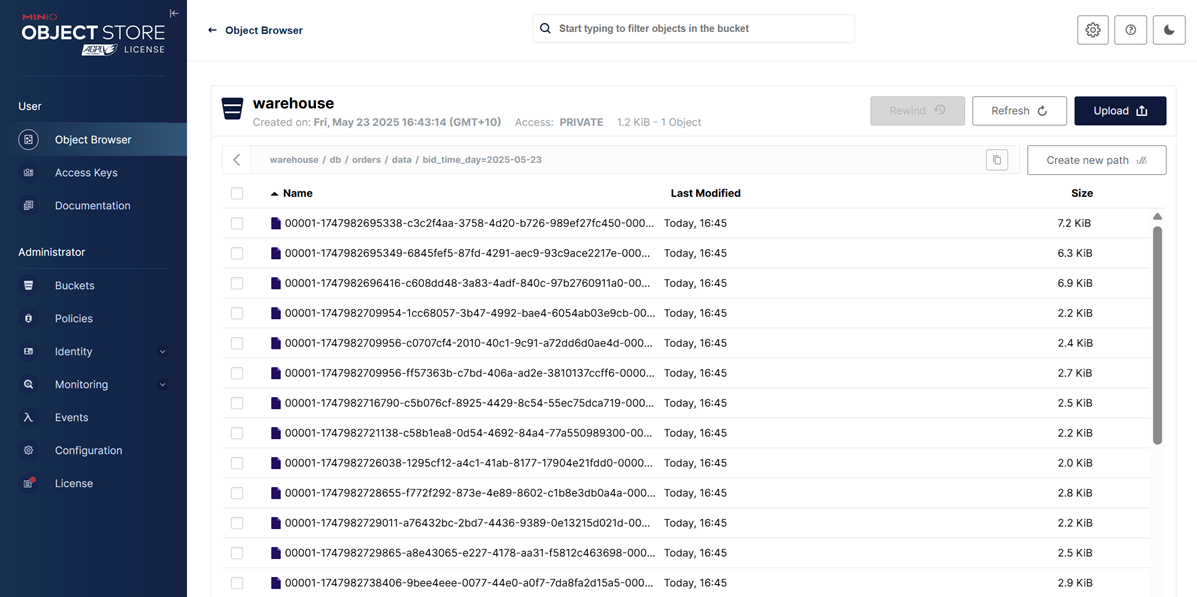 MINIO
OBJECT STORE
AGPLv3 LICENSE
User
Object Browser
Access Keys
Documentation
Administrator
Buckets
Policies
Identity
Monitoring
Events
Configuration
License
← Object Browser
Start typing to filter objects in the bucket
warehouse
Created on: Fri, May 23 2025 16:43:14 (GMT+10) Access: PRIVATE 1.2 KiB - 1 Object
Rewind Refresh Upload
warehouse / db / orders / data / bid_time_day=2025-05-23
Create new path
Name Last Modified Size
00001-1747982695338-c3c2f4aa-3758-4d20-b726-989ef27fc450-000... Today, 16:45 7.2 KiB
00001-1747982695349-6845fef5-87fd-4291-aec9-93c9ace2217e-000... Today, 16:45 6.3 KiB
00001-1747982696416-c608dd48-3a83-4adf-840c-97b2760911a0-00... Today, 16:45 6.9 KiB
00001-1747982709954-1cc68057-3b47-4992-bae4-6054ab03e9cb-00... Today, 16:45 2.2 KiB
00001-1747982709956-c0707cf4-2010-40c1-9c91-a72dd6d0ae4d-000... Today, 16:45 2.4 KiB
00001-1747982709956-ff57363b-c7bd-406a-ad2e-3810137ccff6-0000... Today, 16:45 2.7 KiB
00001-1747982716790-c5b076cf-8925-4429-8c54-55ec75dca719-000... Today, 16:45 2.5 KiB
00001-1747982721138-c58b1ea8-0d54-4692-84a4-77a550989300-00... Today, 16:45 2.2 KiB
00001-1747982726038-1295cf12-a4c1-41ab-8177-17904e21fdd0-0000... Today, 16:45 2.0 KiB
00001-1747982728655-f772f292-873e-4e89-8602-c1b8e3db0a4a-000... Today, 16:45 2.8 KiB
00001-1747982729011-a76432bc-2bd7-4436-9389-0e13215d021d-00... Today, 16:45 2.2 KiB
00001-1747982729865-a8e43065-e227-4178-aa31-f5812c463698-000... Today, 16:45 2.5 KiB
00001-1747982738406-9bee4eee-0077-44e0-a0f7-7da8fa2d15a5-000... Today, 16:45 2.9 KiB